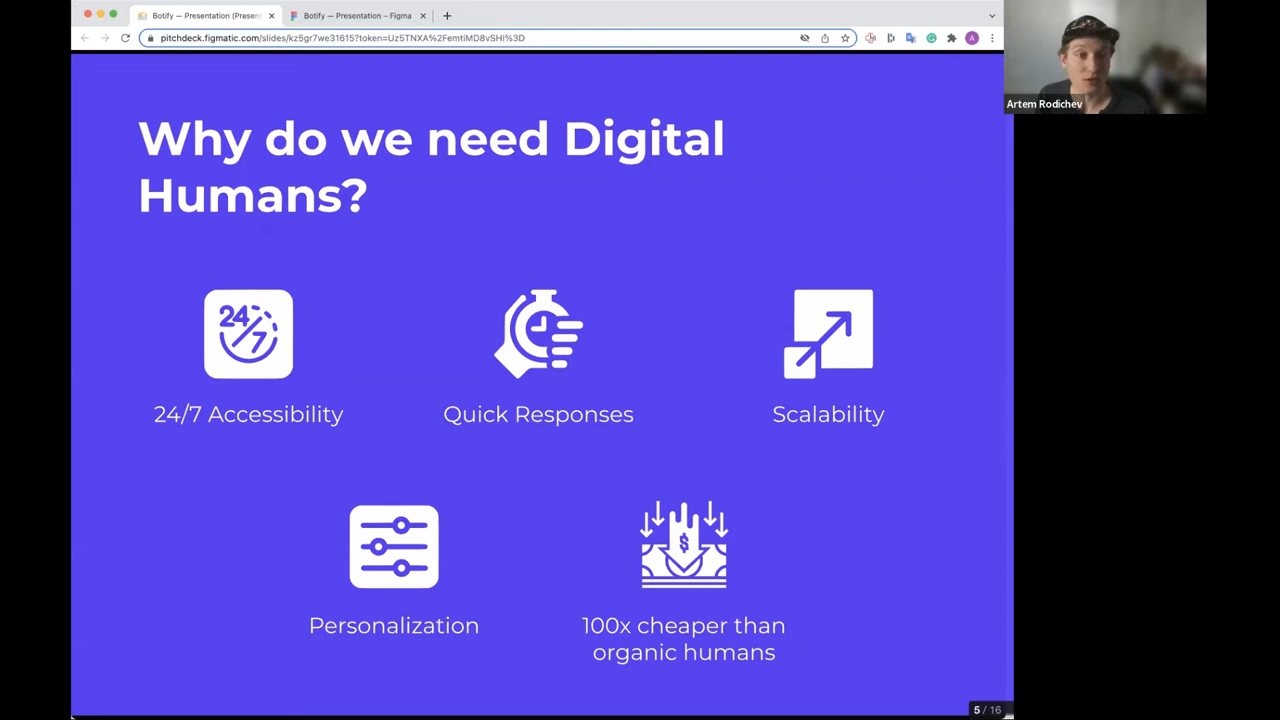 Botify — Presentation (Presen
Botify — Presentation – Figma
pitchdeck.figmatic.com/slides/kz5gr7we31615?token=Uz5TNXA%2FemtiMD8vSHI%3D
A
Artem Rodichev
Why do we need Digital
Humans?
24/7
24/7 Accessibility
Quick Responses
Scalability
$
Personalization
100x cheaper than
organic humans
5 / 16